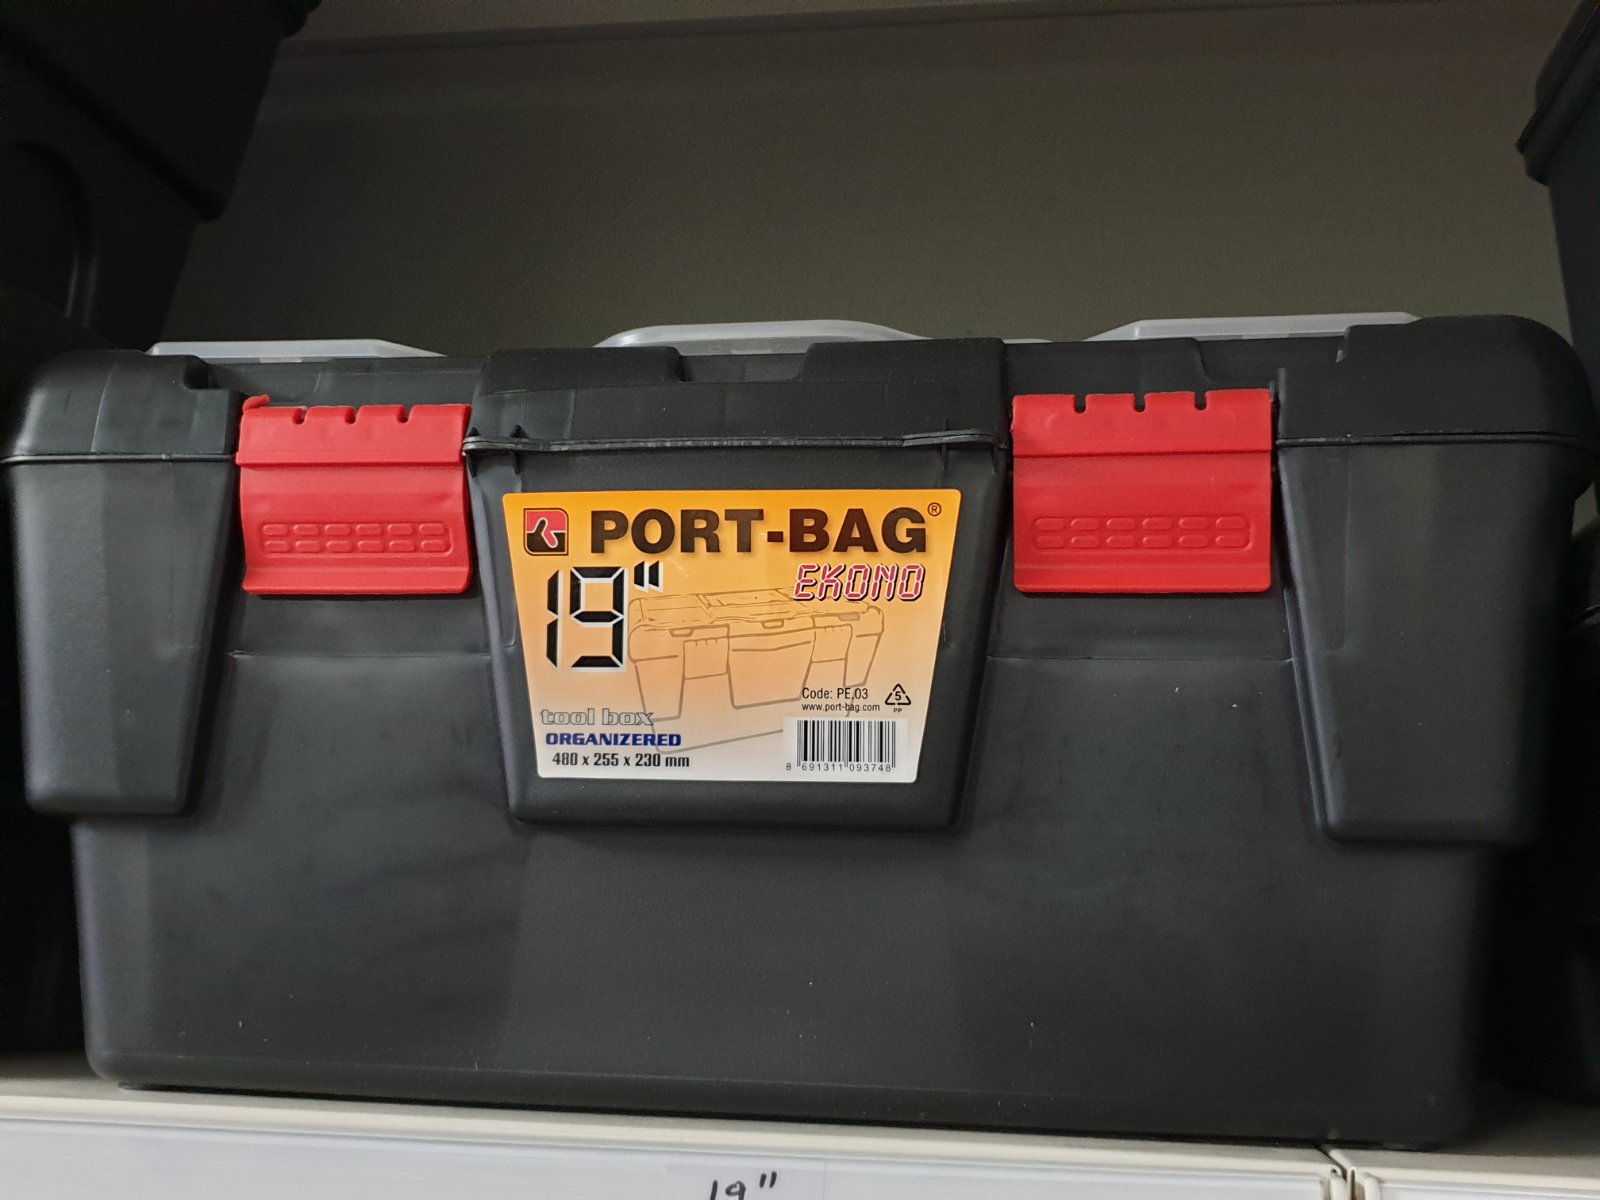 PORT-BAG®
EKONO
19"
Code: PE.03
5
PP
www.port-bag.com
tool box
ORGANIZERED
480 x 255 x 230 mm
8 691311 093748
19"